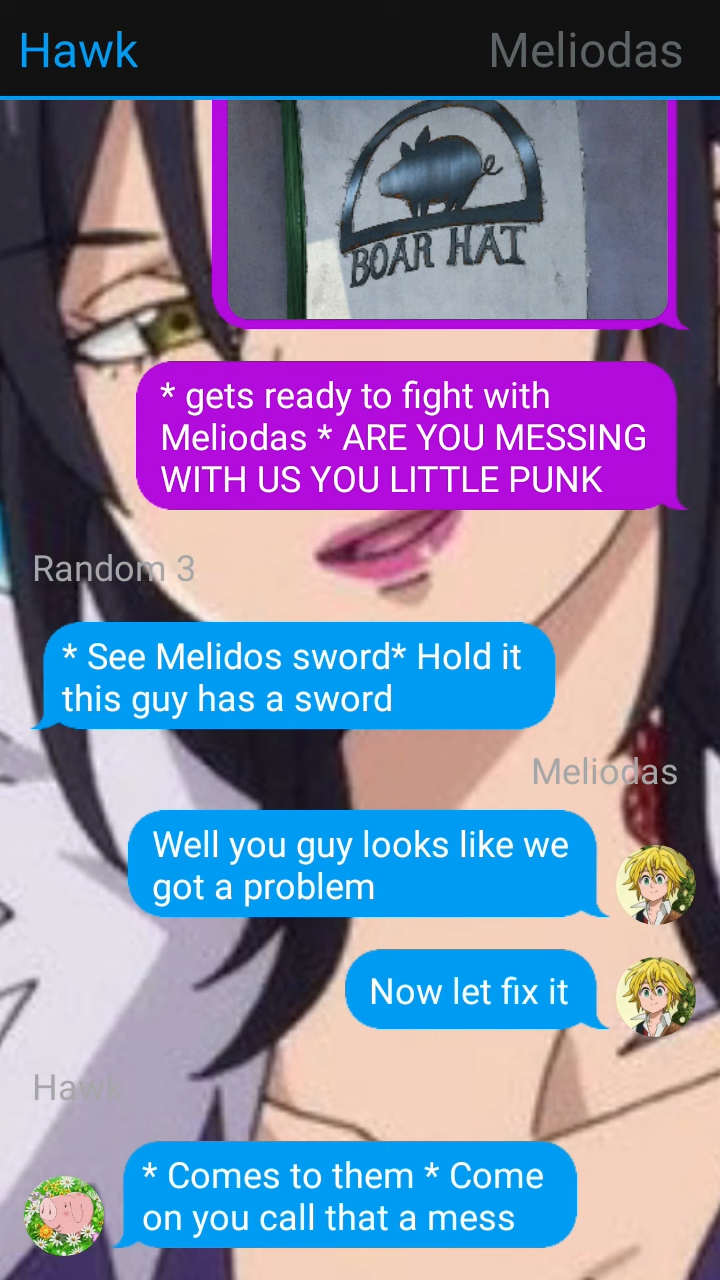 Hawk
Meliodas
BOAR HAT
* gets ready to fight with
Meliodas * ARE YOU MESSING
WITH US YOU LITTLE PUNK
Random 3
* See Melidos sword* Hold it
this guy has a sword
Meliodas
Well you guy looks like we
got a problem
Now let fix it
Hawk
* Comes to them * Come
on you call that a mess